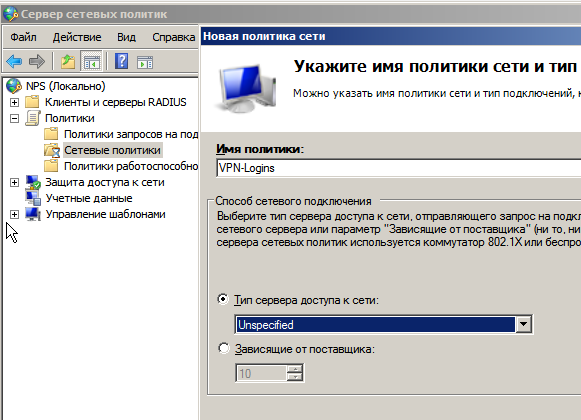 Сервер сетевых политик
Файл Действие Вид Справка
NPS (Локально)
Клиенты и серверы RADIUS
Политики
Политики запросов на под
Сетевые политики
Политики работоспособно
Защита доступа к сети
Учетные данные
Управление шаблонами
Новая политика сети
Укажите имя политики сети и тип
Можно указать имя политики сети и тип подключений, к
Имя политики:
VPN-Logins
Способ сетевого подключения
Выберите тип сервера доступа к сети, отправляющего запрос на подкл
сетевого сервера или параметр "Зависящие от поставщика" (ни то, ни
сервера сетевых политик используется коммутатор 802.1X или беспро
Тип сервера доступа к сети:
Unspecified
Зависящие от поставщика:
10